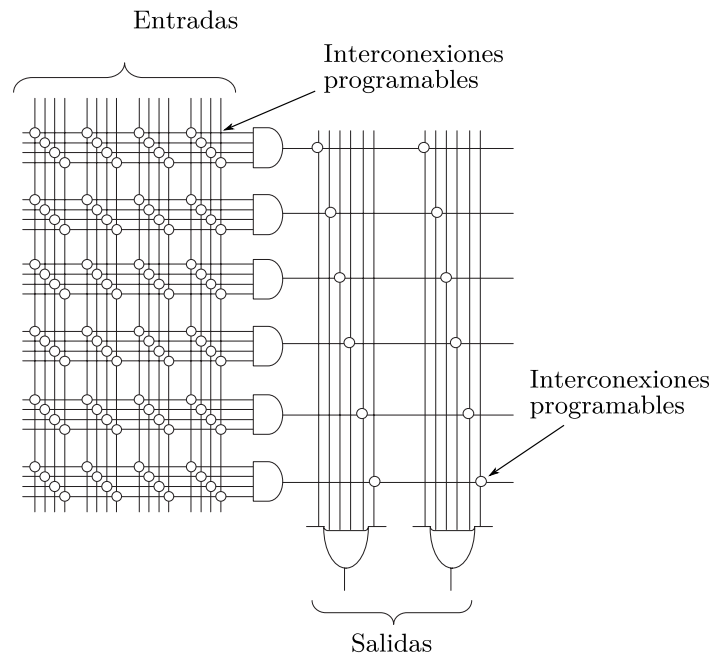 Entradas
Interconexiones
programables
Interconexiones
programables
Salidas